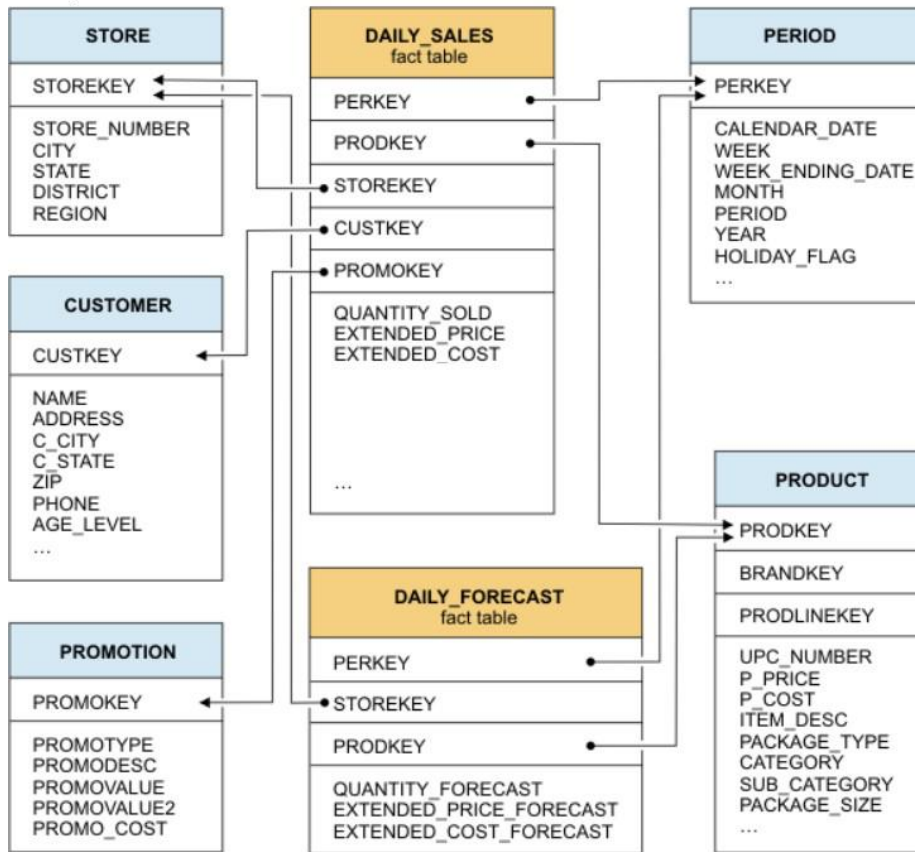 STORE
STOREKEY
STORE_NUMBER
CITY
STATE
DISTRICT
REGION
CUSTOMER
CUSTKEY
NAME
ADDRESS
C_CITY
C_STATE
ZIP
PHONE
AGE_LEVEL
...
PROMOTION
PROMOKEY
PROMOTYPE
PROMODESC
PROMOVALUE
PROMOVALUE2
PROMO_COST
DAILY_SALES
fact table
PERKEY
PRODKEY
STOREKEY
CUSTKEY
PROMOKEY
QUANTITY_SOLD
EXTENDED_PRICE
EXTENDED_COST
...
DAILY_FORECAST
fact table
PERKEY
STOREKEY
PRODKEY
QUANTITY_FORECAST
EXTENDED_PRICE_FORECAST
EXTENDED_COST_FORECAST
PERIOD
PERKEY
CALENDAR_DATE
WEEK
WEEK_ENDING_DATE
MONTH
PERIOD
YEAR
HOLIDAY_FLAG
...
PRODUCT
PRODKEY
BRANDKEY
PRODLINEKEY
UPC_NUMBER
P_PRICE
P_COST
ITEM_DESC
PACKAGE_TYPE
CATEGORY
SUB_CATEGORY
PACKAGE_SIZE
...